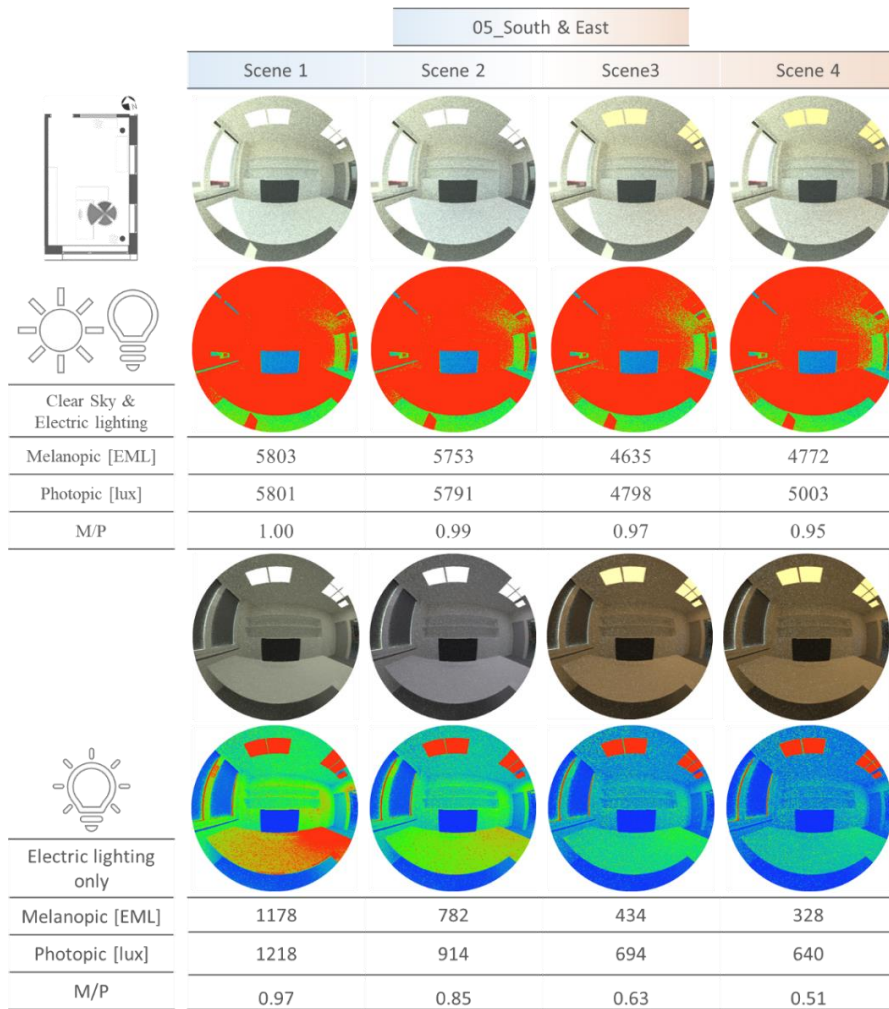 05_South & East
Scene 1 Scene 2 Scene3 Scene 4
Clear Sky &
Electric lighting
Melanopic [EML] 5803 5753 4635 4772
Photopic [lux] 5801 5791 4798 5003
M/P 1.00 0.99 0.97 0.95
Electric lighting
only
Melanopic [EML] 1178 782 434 328
Photopic [lux] 1218 914 694 640
M/P 0.97 0.85 0.63 0.51